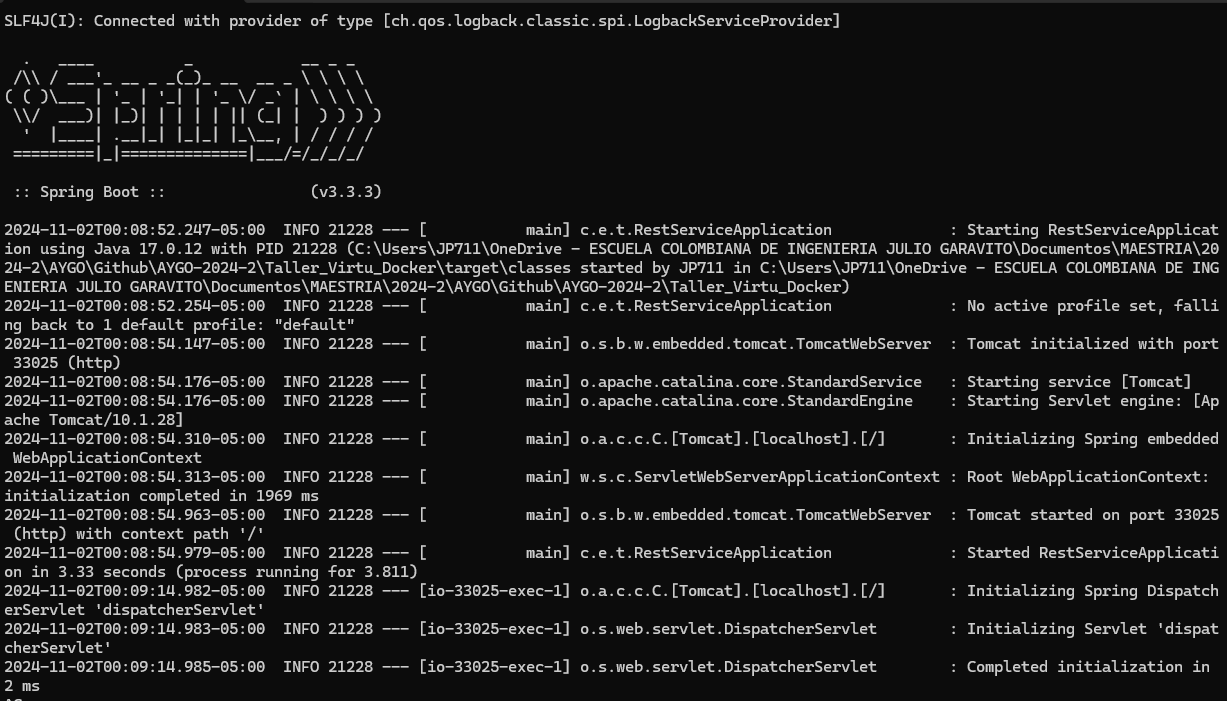 SLF4J(I): Connected with provider of type [ch.qos.logback.classic.spi.LogbackServiceProvider]

  .   ____          _            __ _ _
 /\\ / ___'_ __ _ _(_)_ __  __ _ \ \ \ \
( ( )\___ | '_ | '_| | '_ \/ _` | \ \ \ \
 \\/  ___)| |_)| | | | | || (_| |  ) ) ) )
  '  |____| .__|_| |_|_| |_\__, | / / / /
 =========|_|==============|___/=/_/_/_/

 :: Spring Boot ::                (v3.3.3)

2024-11-02T00:08:52.247-05:00  INFO 21228 --- [           main] c.e.t.RestServiceApplication             : Starting RestServiceApplicat
ion using Java 17.0.12 with PID 21228 (C:\Users\JP711\OneDrive - ESCUELA COLOMBIANA DE INGENIERIA JULIO GARAVITO\Documentos\MAESTRIA\20
24-2\AYGO\Github\AYGO-2024-2\Taller_Virtu_Docker\target\classes started by JP711 in C:\Users\JP711\OneDrive - ESCUELA COLOMBIANA DE ING
ENIERIA JULIO GARAVITO\Documentos\MAESTRIA\2024-2\AYGO\Github\AYGO-2024-2\Taller_Virtu_Docker)
2024-11-02T00:08:52.254-05:00  INFO 21228 --- [           main] c.e.t.RestServiceApplication             : No active profile set, falli
ng back to 1 default profile: "default"
2024-11-02T00:08:54.147-05:00  INFO 21228 --- [           main] o.s.b.w.embedded.tomcat.TomcatWebServer  : Tomcat initialized with port
 33025 (http)
2024-11-02T00:08:54.176-05:00  INFO 21228 --- [           main] o.apache.catalina.core.StandardService   : Starting service [Tomcat]
2024-11-02T00:08:54.176-05:00  INFO 21228 --- [           main] o.apache.catalina.core.StandardEngine    : Starting Servlet engine: [Ap
ache Tomcat/10.1.28]
2024-11-02T00:08:54.310-05:00  INFO 21228 --- [           main] o.a.c.c.C.[Tomcat].[localhost].[/]       : Initializing Spring embedded
 WebApplicationContext
2024-11-02T00:08:54.313-05:00  INFO 21228 --- [           main] w.s.c.ServletWebServerApplicationContext : Root WebApplicationContext:
initialization completed in 1969 ms
2024-11-02T00:08:54.963-05:00  INFO 21228 --- [           main] o.s.b.w.embedded.tomcat.TomcatWebServer  : Tomcat started on port 33025
 (http) with context path '/'
2024-11-02T00:08:54.979-05:00  INFO 21228 --- [           main] c.e.t.RestServiceApplication             : Started RestServiceApplicati
on in 3.33 seconds (process running for 3.811)
2024-11-02T00:09:14.982-05:00  INFO 21228 --- [io-33025-exec-1] o.a.c.c.C.[Tomcat].[localhost].[/]       : Initializing Spring Dispatch
erServlet 'dispatcherServlet'
2024-11-02T00:09:14.983-05:00  INFO 21228 --- [io-33025-exec-1] o.s.web.servlet.DispatcherServlet        : Initializing Servlet 'dispat
cherServlet'
2024-11-02T00:09:14.985-05:00  INFO 21228 --- [io-33025-exec-1] o.s.web.servlet.DispatcherServlet        : Completed initialization in
2 ms